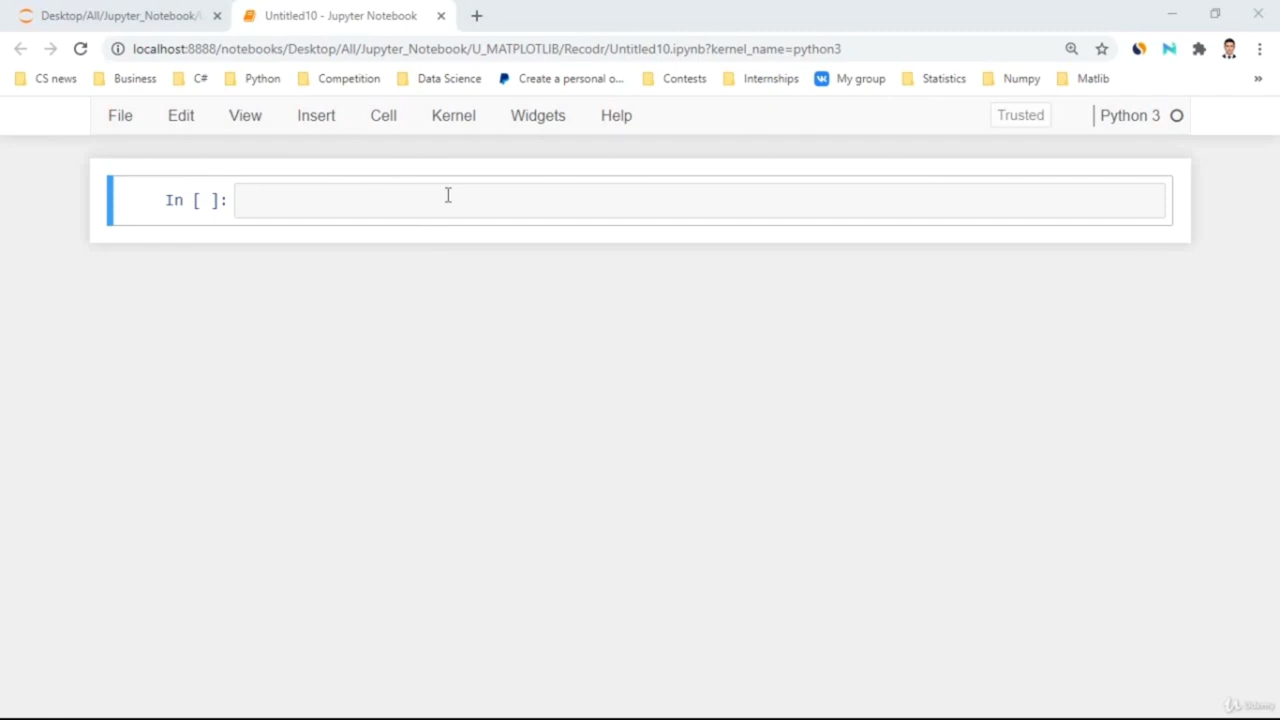 Desktop/All/Jupyter_Notebook/
Untitled10 - Jupyter Notebook
localhost:8888/notebooks/Desktop/All/Jupyter_Notebook/U_MATPLOTLIB/Recodr/Untitled10.ipynb?kernel_name=python3
CS news Business C# Python Competition Data Science Create a personal o... Contests Internships My group Statistics Numpy Matlib »
File Edit View Insert Cell Kernel Widgets Help Trusted Python 3
In [ ]:
Udemy